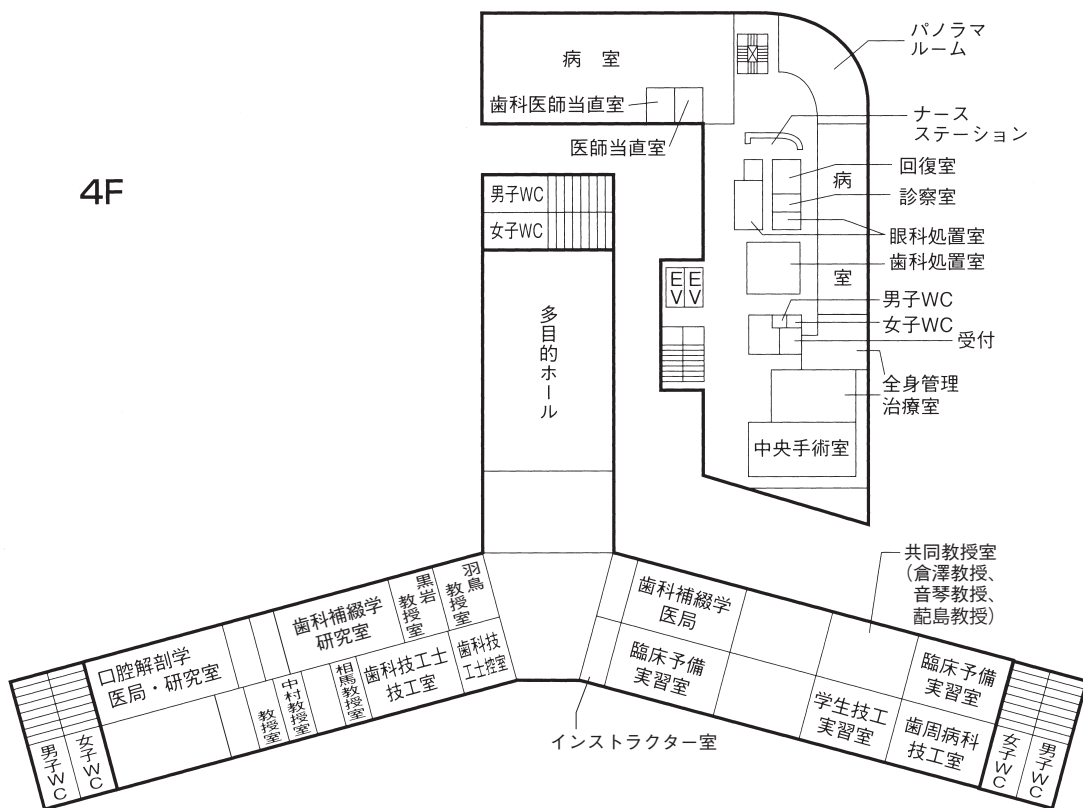 4F
病 室
歯科医師当直室
医師当直室
パノラマ
ルーム
ナース
ステーション
回復室
診察室
眼科処置室
歯科処置室
病
室
男子WC
女子WC
受付
全身管理
治療室
中央手術室
EV
EV
男子WC
女子WC
多目的ホール
共同教授室
(倉澤教授、
音琴教授、
蓜島教授)
羽鳥
教授室
黒岩
教授室
歯科補綴学
研究室
口腔解剖学
医局・研究室
歯科技
工士控室
歯科技工士
技工室
相馬教授室
中村教授室
教授室
女子WC
男子WC
歯科補綴学
医局
臨床予備
実習室
インストラクター室
臨床予備
実習室
学生技工
実習室
歯周病科
技工室
女子WC
男子WC